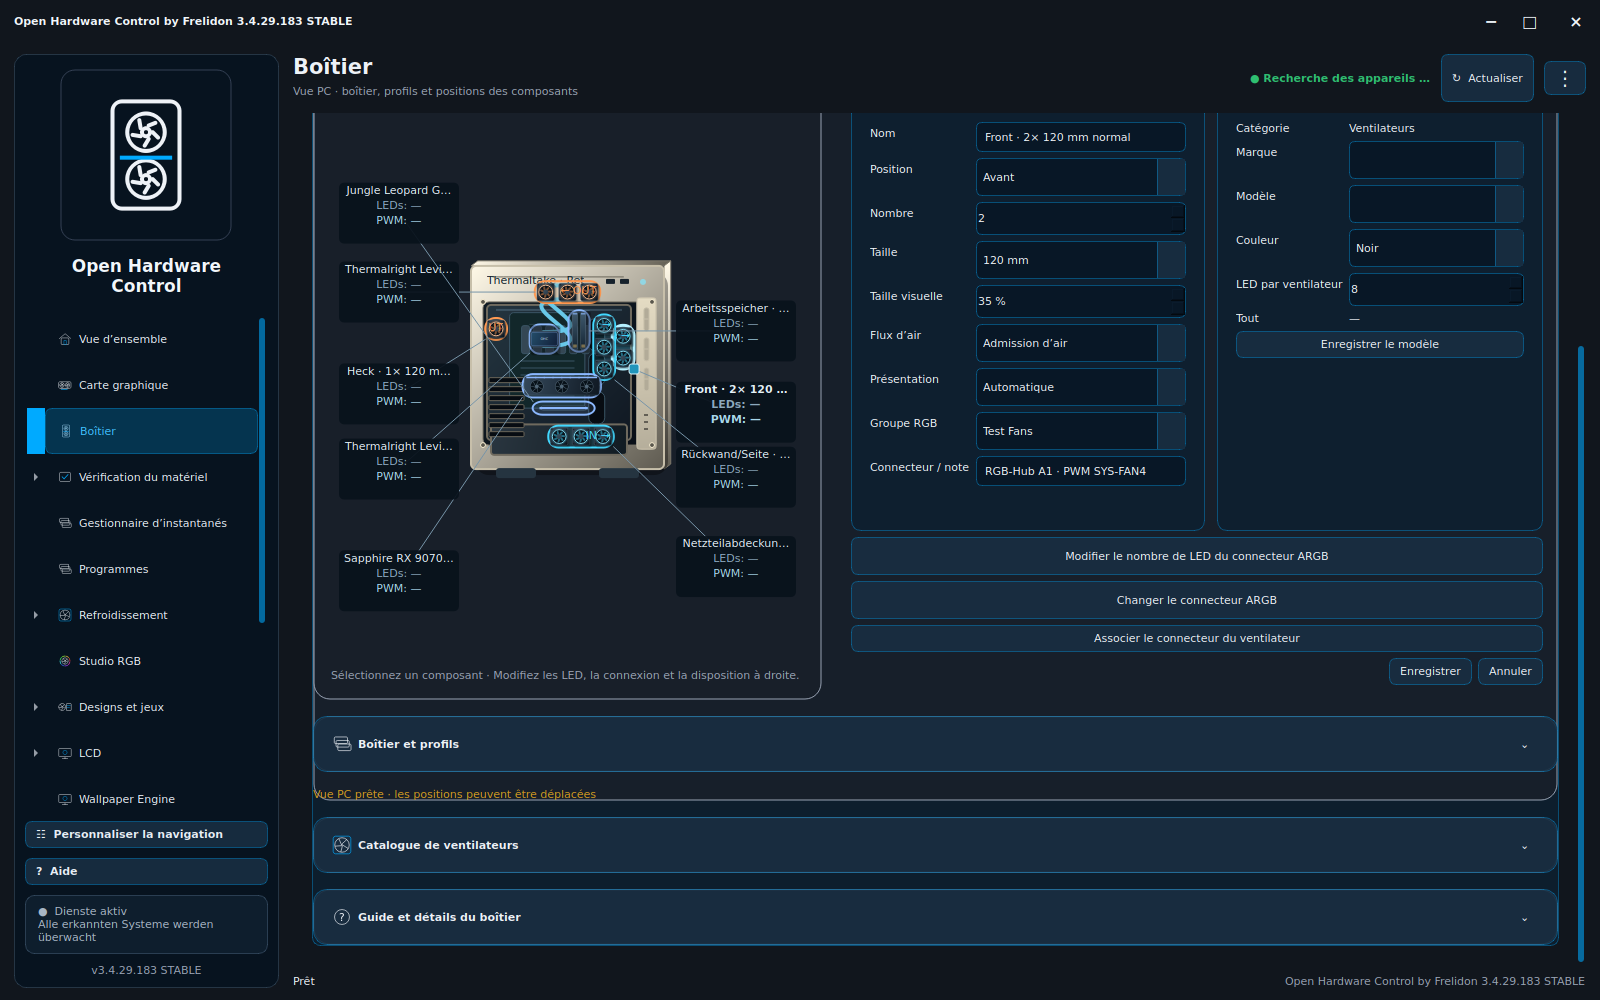 Open Hardware Control by Frelidon 3.4.29.183 STABLE
Open Hardware
Control
Vue d’ensemble
Carte graphique
Boîtier
Vérification du matériel
Gestionnaire d’instantanés
Programmes
Refroidissement
Studio RGB
Designs et jeux
LCD
Wallpaper Engine
Personnaliser la navigation
? Aide
Dienste aktiv
Alle erkannten Systeme werden
überwacht
v3.4.29.183 STABLE
Boîtier
Vue PC · boîtier, profils et positions des composants
Recherche des appareils ...
Actualiser
Jungle Leopard G...
LEDs: —
PWM: —
Thermalright Levi...
LEDs: —
PWM: —
Heck · 1× 120 m...
LEDs: —
PWM: —
Thermalright Levi...
LEDs: —
PWM: —
Sapphire RX 9070...
LEDs: —
PWM: —
Thermaltake
OUT
IN
Arbeitsspeicher · ...
LEDs: —
PWM: —
Front · 2× 120 ...
LEDs: —
PWM: —
Rückwand/Seite · ...
LEDs: —
PWM: —
Netzteilabdeckun...
LEDs: —
PWM: —
Sélectionnez un composant · Modifiez les LED, la connexion et la disposition à droite.
Nom
Front · 2× 120 mm normal
Position
Avant
Nombre
2
Taille
120 mm
Taille visuelle
35 %
Flux d’air
Admission d’air
Présentation
Automatique
Groupe RGB
Test Fans
Connecteur / note
RGB-Hub A1 · PWM SYS-FAN4
Catégorie
Ventilateurs
Marque
Modèle
Couleur
Noir
LED par ventilateur
8
Tout
—
Enregistrer le modèle
Modifier le nombre de LED du connecteur ARGB
Changer le connecteur ARGB
Associer le connecteur du ventilateur
Enregistrer
Annuler
Boîtier et profils
Vue PC prête · les positions peuvent être déplacées
Catalogue de ventilateurs
? Guide et détails du boîtier
Prêt
Open Hardware Control by Frelidon 3.4.29.183 STABLE